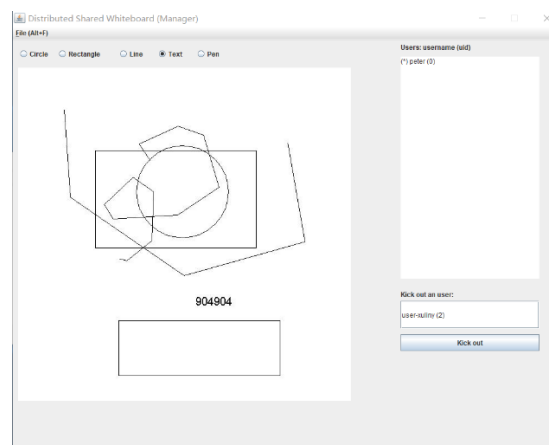 Distributed Shared Whiteboard (Manager)
File (Alt+F)
Circle Rectangle Line Text Pen
Users: username (uid)
(*) peter (0)
904904
Kick out an user:
user-xuliny (2)
Kick out